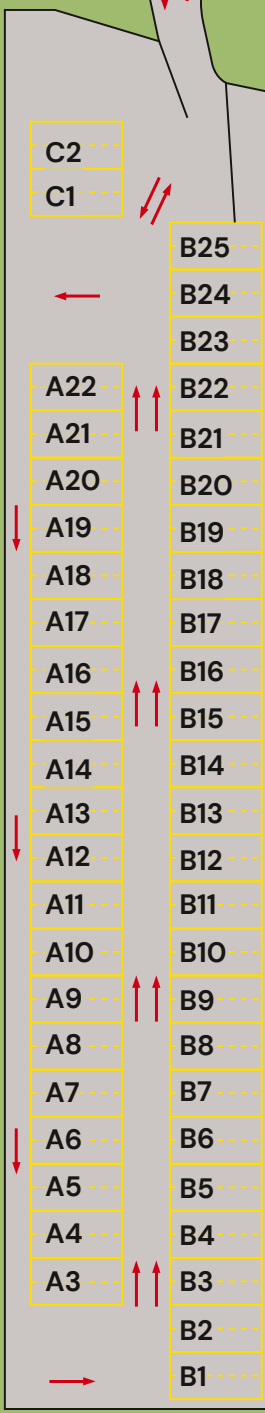 C2
C1
B25
B24
B23
A22 B22
A21 B21
A20 B20
A19 B19
A18 B18
A17 B17
A16 B16
A15 B15
A14 B14
A13 B13
A12 B12
A11 B11
A10 B10
A9 B9
A8 B8
A7 B7
A6 B6
A5 B5
A4 B4
A3 B3
B2
B1